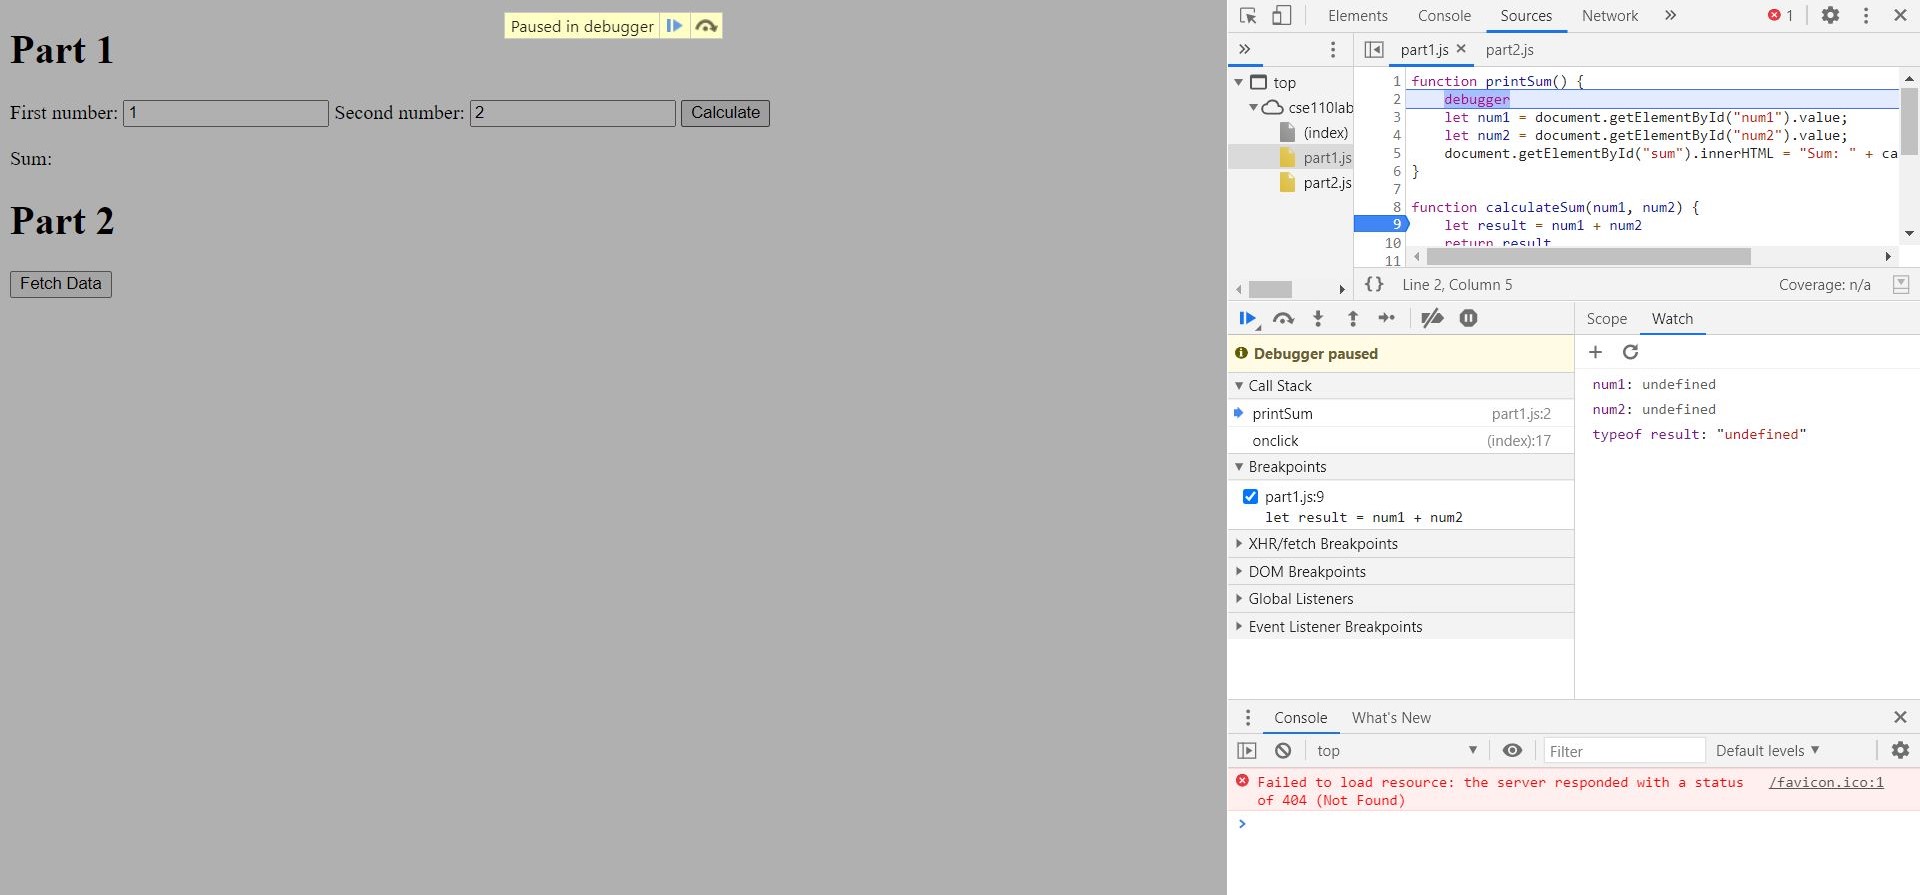 Paused in debugger
Part 1
First number: 1 Second number: 2 Calculate
Sum:
Part 2
Fetch Data
Elements Console Sources Network » 1
»
part1.js part2.js
top
cse110lab
(index)
part1.js
part2.js
1 function printSum() {
2 debugger
3 let num1 = document.getElementById("num1").value;
4 let num2 = document.getElementById("num2").value;
5 document.getElementById("sum").innerHTML = "Sum: " + ca
6 }
7
8 function calculateSum(num1, num2) {
9 let result = num1 + num2
10 return result
11
{} Line 2, Column 5 Coverage: n/a
Debugger paused
Call Stack
printSum part1.js:2
onclick (index):17
Breakpoints
part1.js:9
let result = num1 + num2
XHR/fetch Breakpoints
DOM Breakpoints
Global Listeners
Event Listener Breakpoints
Scope Watch
num1: undefined
num2: undefined
typeof result: "undefined"
Console What's New
top Filter Default levels
Failed to load resource: the server responded with a status /favicon.ico:1
of 404 (Not Found)